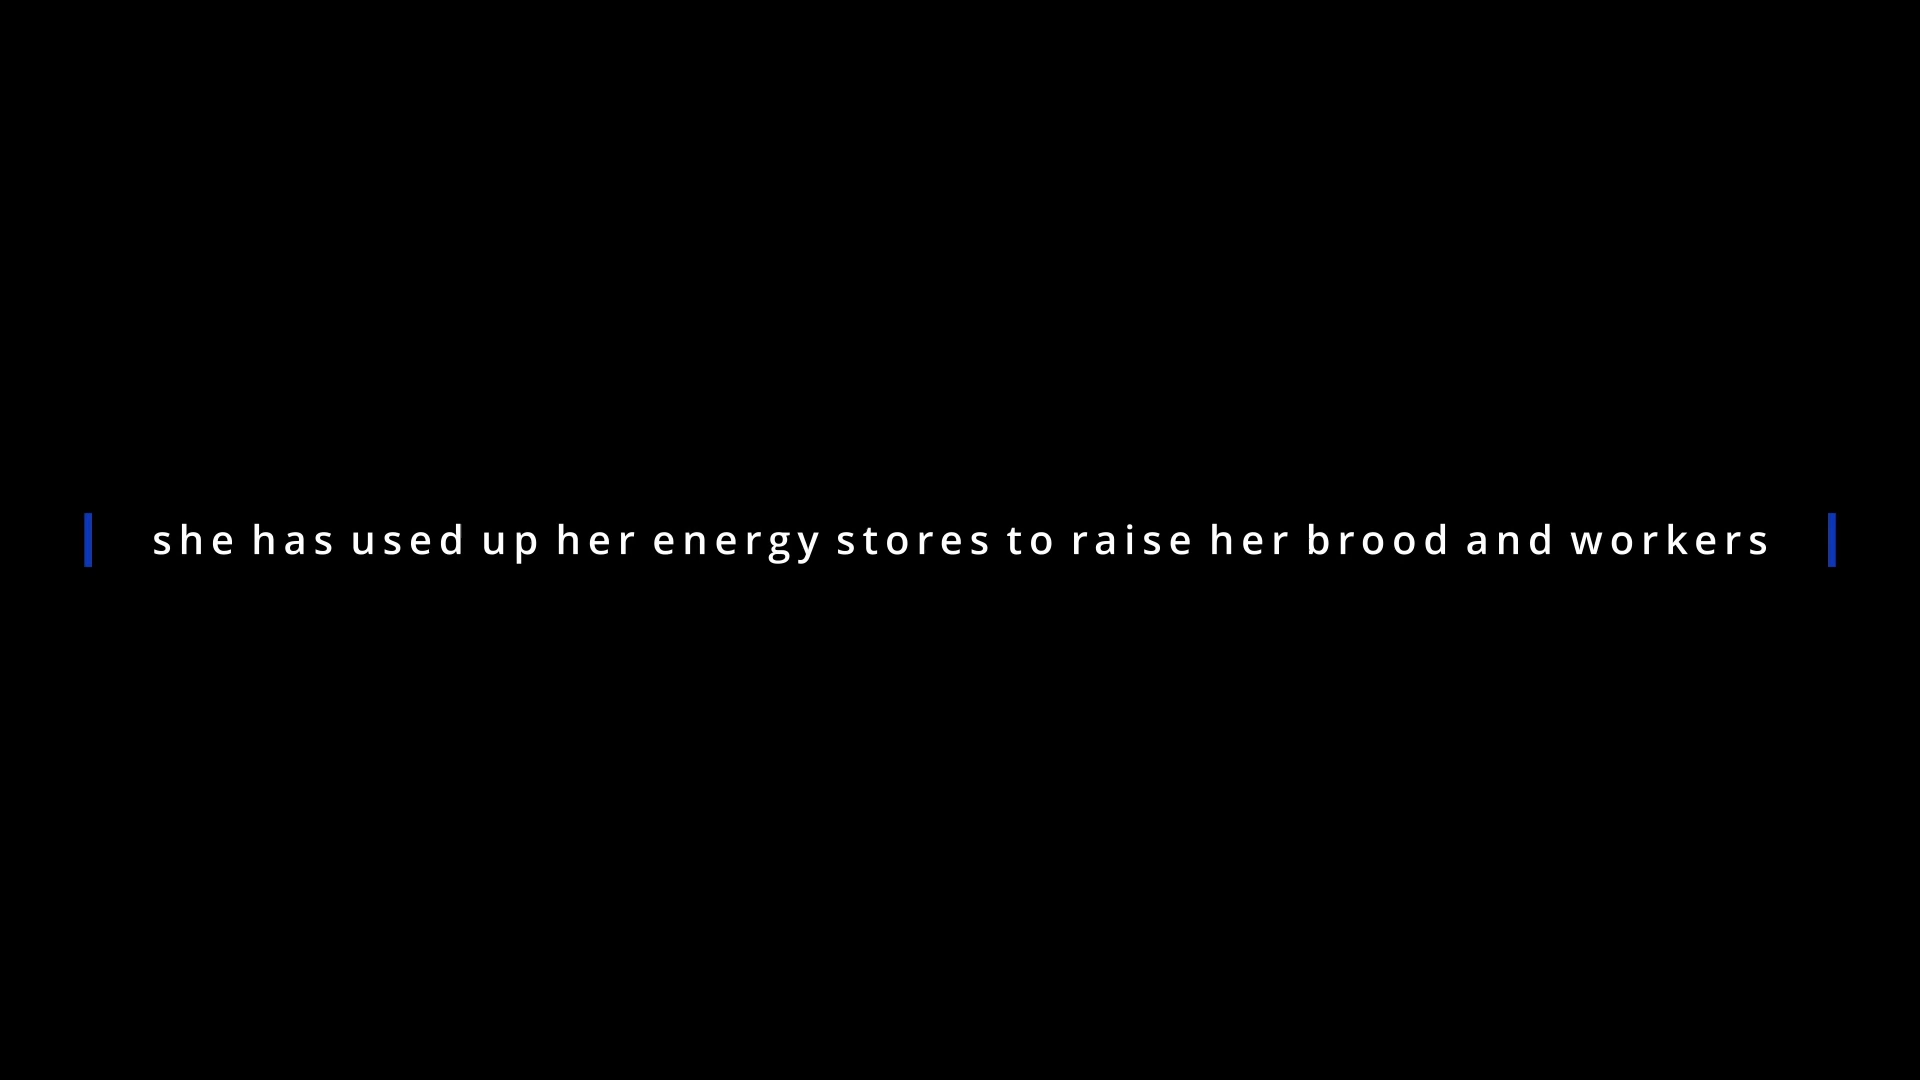 she has used up her energy stores to raise her brood and workers